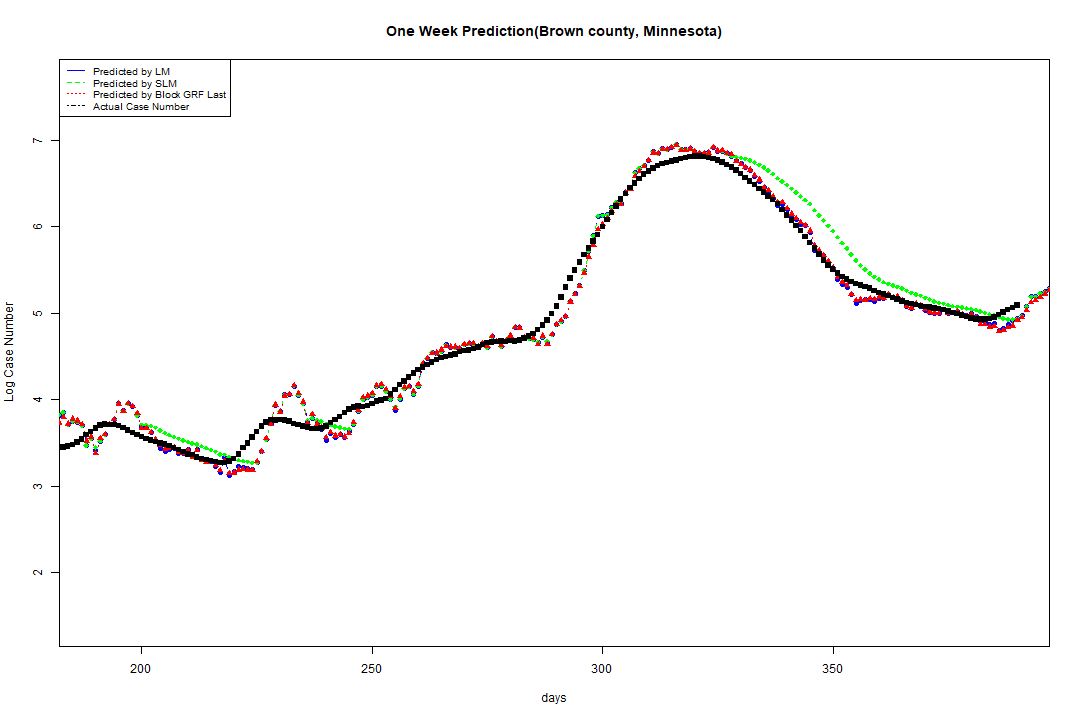 One Week Prediction(Brown county, Minnesota)
Predicted by LM
Predicted by SLM
Predicted by Block GRF Last
Actual Case Number
7
6
5
4
3
2
Log Case Number
200 250 300 350
days